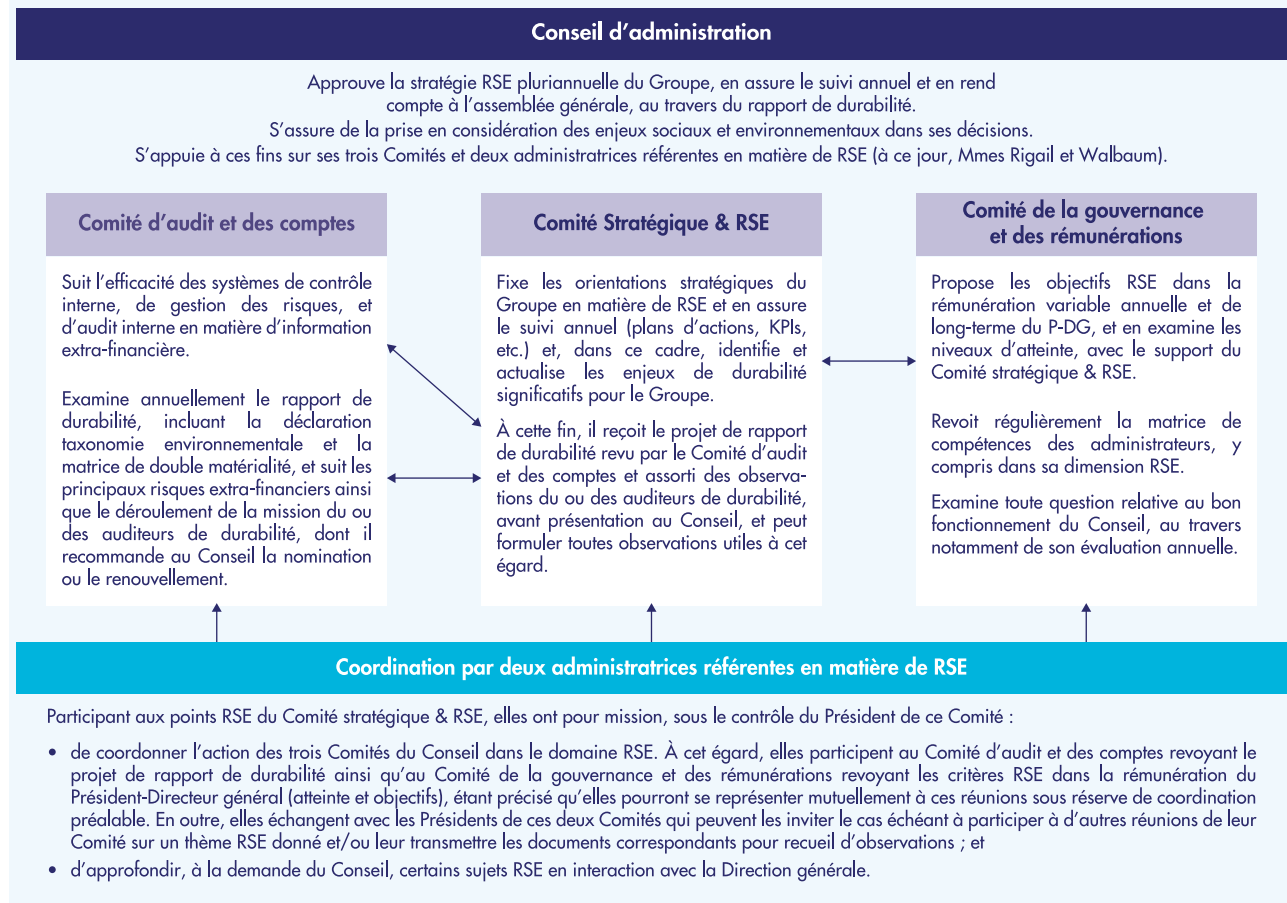 Conseil d'administration
Approuve la stratégie RSE pluriannuelle du Groupe, en assure le suivi annuel et en rend
compte à l'assemblée générale, au travers du rapport de durabilité.
S'assure de la prise en considération des enjeux sociaux et environnementaux dans ses décisions.
S'appuie à ces fins sur ses trois Comités et deux administratrices référentes en matière de RSE (à ce jour, Mmes Rigail et Walbaum).
Comité d'audit et des comptes
Suit l'efficacité des systèmes de contrôle
interne, de gestion des risques, et
d'audit interne en matière d'information
extra-financière.
Examine annuellement le rapport de
durabilité, incluant la déclaration
taxonomie environnementale et la
matrice de double matérialité, et suit les
principaux risques extra-financiers ainsi
que le déroulement de la mission du ou
des auditeurs de durabilité, dont il
recommande au Conseil la nomination
ou le renouvellement.
Comité Stratégique & RSE
Fixe les orientations stratégiques du
Groupe en matière de RSE et en assure
le suivi annuel (plans d'actions, KPIs,
etc.) et, dans ce cadre, identifie et
actualise les enjeux de durabilité
significatifs pour le Groupe.
À cette fin, il reçoit le projet de rapport
de durabilité revu par le Comité d'audit
et des comptes et assorti des observa-
tions du ou des auditeurs de durabilité,
avant présentation au Conseil, et peut
formuler toutes observations utiles à cet
égard.
Comité de la gouvernance
et des rémunérations
Propose les objectifs RSE dans la
rémunération variable annuelle et de
long-terme du P-DG, et en examine les
niveaux d'atteinte, avec le support du
Comité stratégique & RSE.
Revoit régulièrement la matrice de
compétences des administrateurs, y
compris dans sa dimension RSE.
Examine toute question relative au bon
fonctionnement du Conseil, au travers
notamment de son évaluation annuelle.
Coordination par deux administratrices référentes en matière de RSE
Participant aux points RSE du Comité stratégique & RSE, elles ont pour mission, sous le contrôle du Président de ce Comité :
• de coordonner l'action des trois Comités du Conseil dans le domaine RSE. À cet égard, elles participent au Comité d'audit et des comptes revoyant le
projet de rapport de durabilité ainsi qu'au Comité de la gouvernance et des rémunérations revoyant les critères RSE dans la rémunération du
Président-Directeur général (atteinte et objectifs), étant précisé qu'elles pourront se représenter mutuellement à ces réunions sous réserve de coordination
préalable. En outre, elles échangent avec les Présidents de ces deux Comités qui peuvent les inviter le cas échéant à participer à d'autres réunions de leur
Comité sur un thème RSE donné et/ou leur transmettre les documents correspondants pour recueil d'observations ; et
• d'approfondir, à la demande du Conseil, certains sujets RSE en interaction avec la Direction générale.